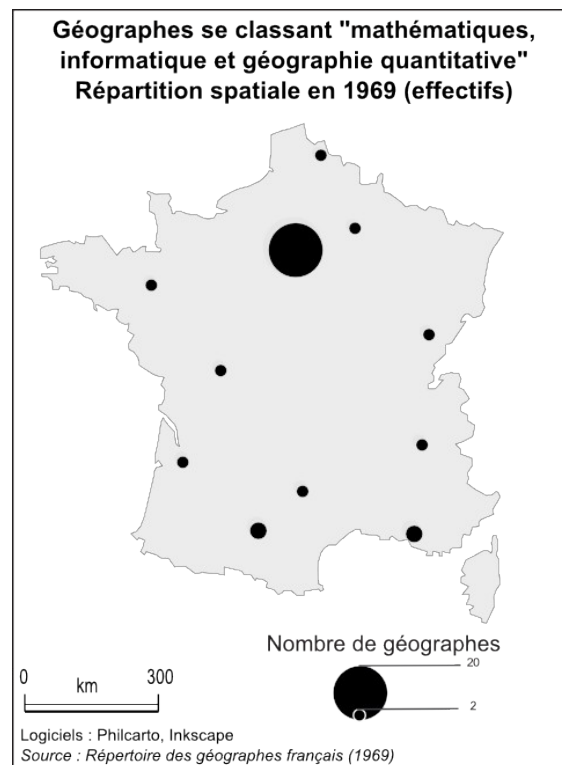 Géographes se classant "mathématiques,
informatique et géographie quantitative"
Répartition spatiale en 1969 (effectifs)
Nombre de géographes
20
2
0 300
km
Logiciels : Philcarto, Inkscape
Source : Répertoire des géographes français (1969)